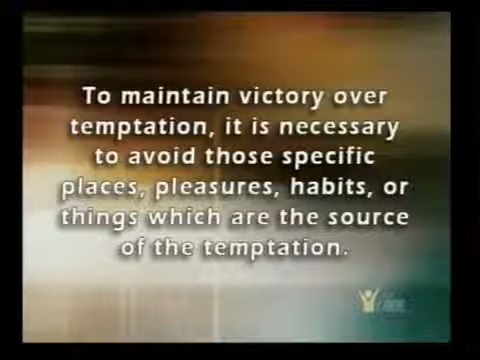 To maintain victory over
temptation, it is necessary
to avoid those specific
places, pleasures, habits, or
things which are the source
of the temptation.